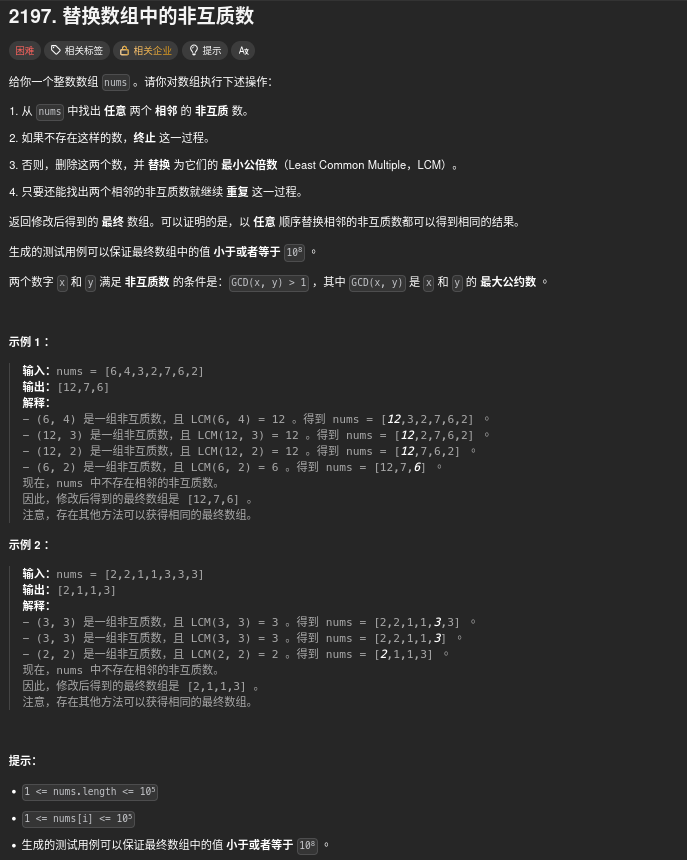 2197. 替换数组中的非互质数
困难 相关标签 相关企业 提示 Ax
给你一个整数数组 nums 。请你对数组执行下述操作：
1. 从 nums 中找出 任意 两个 相邻 的 非互质 数。
2. 如果不存在这样的数，终止 这一过程。
3. 否则，删除这两个数，并 替换 为它们的 最小公倍数（Least Common Multiple，LCM）。
4. 只要还能找出两个相邻的非互质数就继续 重复 这一过程。
返回修改后得到的 最终 数组。可以证明的是，以 任意 顺序替换相邻的非互质数都可以得到相同的结果。
生成的测试用例可以保证最终数组中的值 小于或者等于 10⁸ 。
两个数字 x 和 y 满足 非互质数 的条件是：GCD(x, y) > 1 ，其中 GCD(x, y) 是 x 和 y 的 最大公约数 。
示例 1 ：
输入：nums = [6,4,3,2,7,6,2]
输出：[12,7,6]
解释：
- (6, 4) 是一组非互质数，且 LCM(6, 4) = 12 。得到 nums = [12,3,2,7,6,2] 。
- (12, 3) 是一组非互质数，且 LCM(12, 3) = 12 。得到 nums = [12,2,7,6,2] 。
- (12, 2) 是一组非互质数，且 LCM(12, 2) = 12 。得到 nums = [12,7,6,2] 。
- (6, 2) 是一组非互质数，且 LCM(6, 2) = 6 。得到 nums = [12,7,6] 。
现在，nums 中不存在相邻的非互质数。
因此，修改后得到的最终数组是 [12,7,6] 。
注意，存在其他方法可以获得相同的最终数组。
示例 2 ：
输入：nums = [2,2,1,1,3,3,3]
输出：[2,1,1,3]
解释：
- (3, 3) 是一组非互质数，且 LCM(3, 3) = 3 。得到 nums = [2,2,1,1,3,3] 。
- (3, 3) 是一组非互质数，且 LCM(3, 3) = 3 。得到 nums = [2,2,1,1,3] 。
- (2, 2) 是一组非互质数，且 LCM(2, 2) = 2 。得到 nums = [2,1,1,3] 。
现在，nums 中不存在相邻的非互质数。
因此，修改后得到的最终数组是 [2,1,1,3] 。
注意，存在其他方法可以获得相同的最终数组。
提示：
• 1 <= nums.length <= 10⁵
• 1 <= nums[i] <= 10⁵
• 生成的测试用例可以保证最终数组中的值 小于或者等于 10⁸ 。